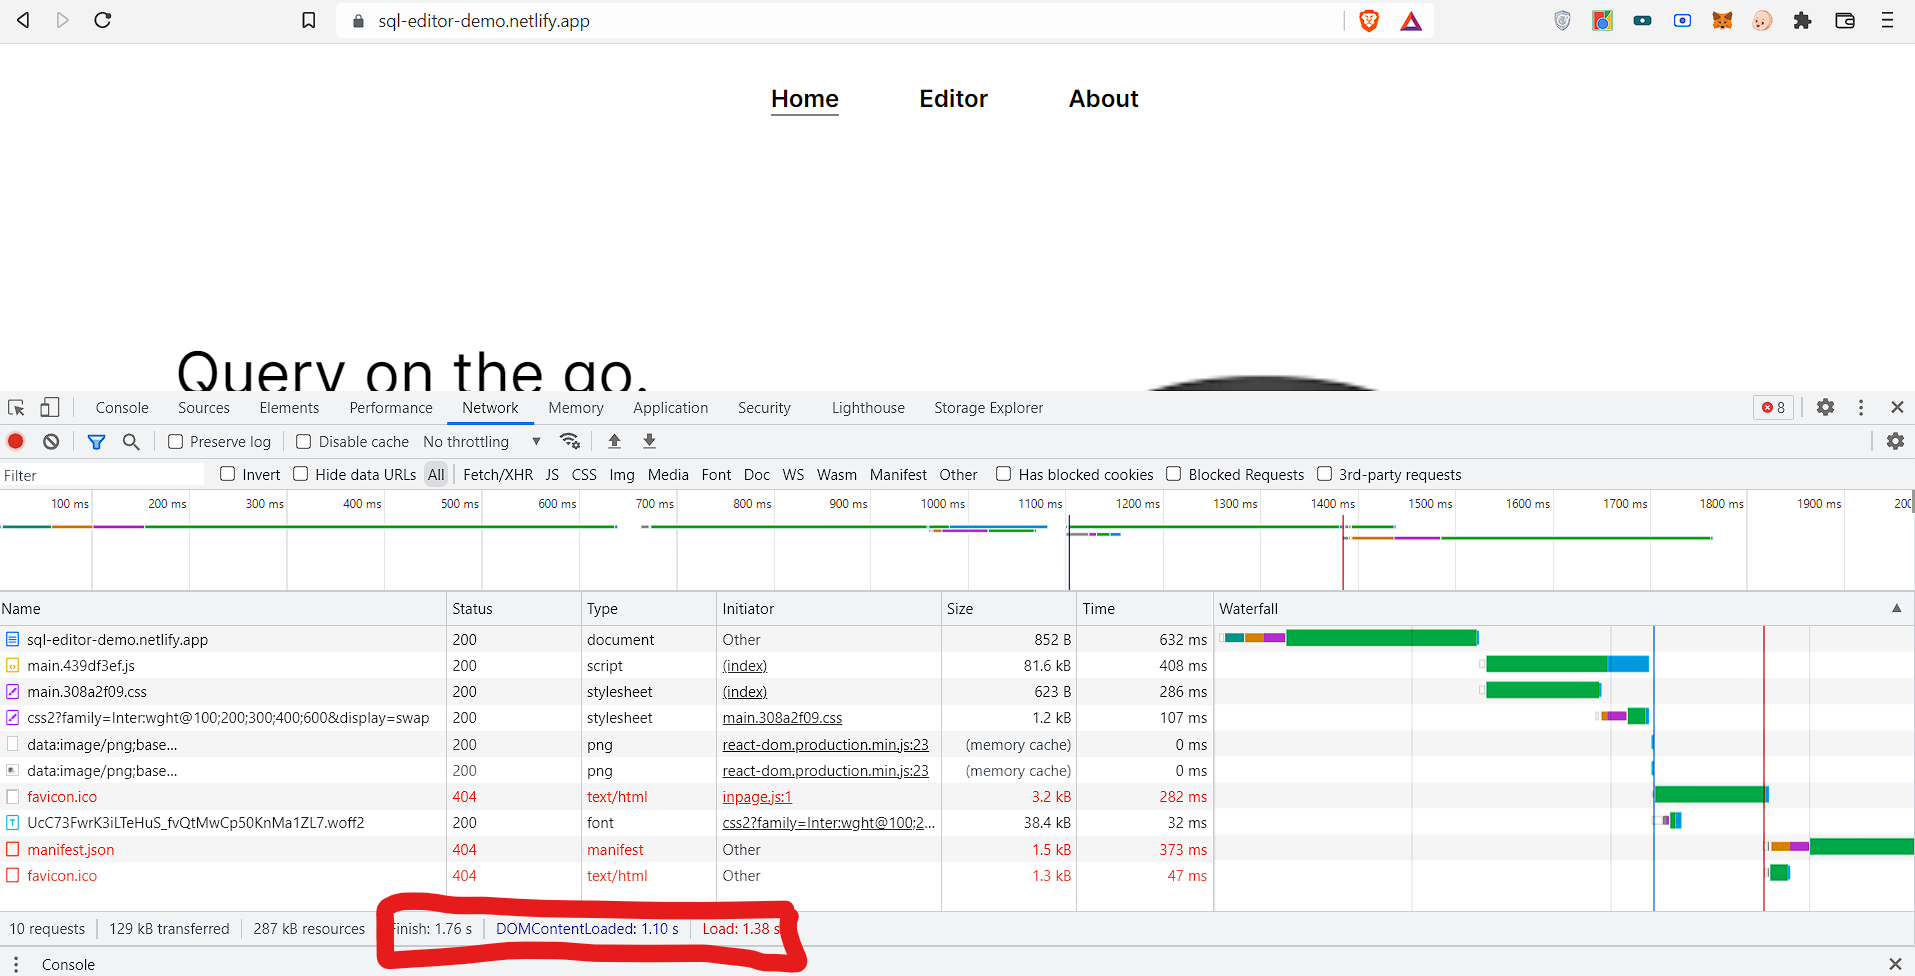 sql-editor-demo.netlify.app
Home Editor About
Query on the go.
Console Sources Elements Performance Network Memory Application Security Lighthouse Storage Explorer 8
Preserve log Disable cache No throttling
Filter Invert Hide data URLs All Fetch/XHR JS CSS Img Media Font Doc WS Wasm Manifest Other Has blocked cookies Blocked Requests 3rd-party requests
100 ms 200 ms 300 ms 400 ms 500 ms 600 ms 700 ms 800 ms 900 ms 1000 ms 1100 ms 1200 ms 1300 ms 1400 ms 1500 ms 1600 ms 1700 ms 1800 ms 1900 ms 200
Name Status Type Initiator Size Time Waterfall
sql-editor-demo.netlify.app 200 document Other 852 B 632 ms
main.439df3ef.js 200 script (index) 81.6 kB 408 ms
main.308a2f09.css 200 stylesheet (index) 623 B 286 ms
css2?family=Inter:wght@100;200;300;400;600&display=swap 200 stylesheet main.308a2f09.css 1.2 kB 107 ms
data:image/png;base... 200 png react-dom.production.min.js:23 (memory cache) 0 ms
data:image/png;base... 200 png react-dom.production.min.js:23 (memory cache) 0 ms
favicon.ico 404 text/html inpage.js:1 3.2 kB 282 ms
UcC73FwrK3iLTeHuS_fvQtMwCp50KnMa1ZL7.woff2 200 font css2?family=Inter:wght@100;2... 38.4 kB 32 ms
manifest.json 404 manifest Other 1.5 kB 373 ms
favicon.ico 404 text/html Other 1.3 kB 47 ms
10 requests 129 kB transferred 287 kB resources Finish: 1.76 s DOMContentLoaded: 1.10 s Load: 1.38 s
Console